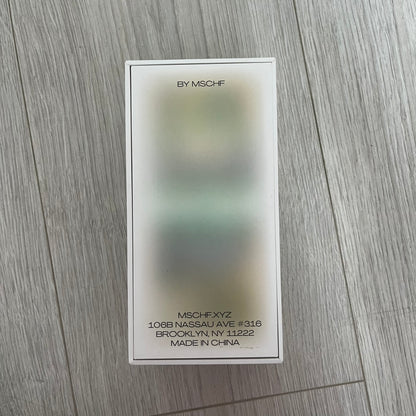 BY MSCHF
MSCHF.XYZ
106B NASSAU AVE #316
BROOKLYN, NY 11222
MADE IN CHINA